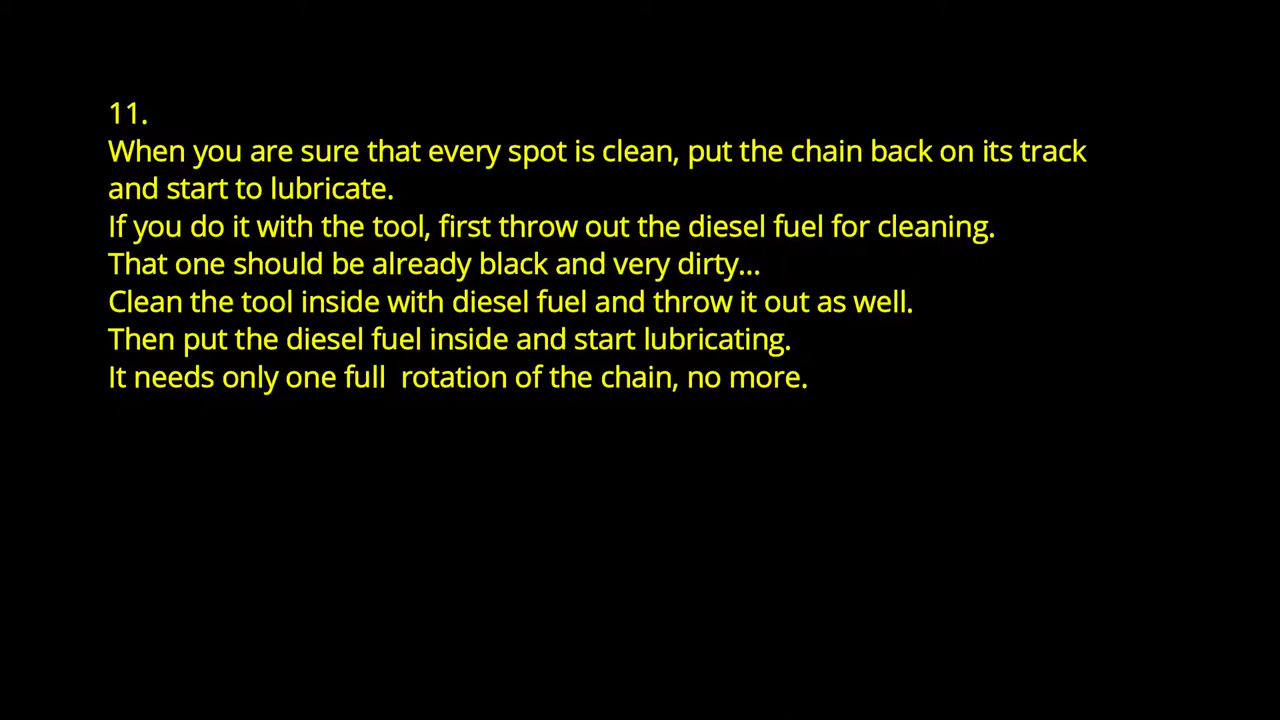 11.
When you are sure that every spot is clean, put the chain back on its track
and start to lubricate.
If you do it with the tool, first throw out the diesel fuel for cleaning.
That one should be already black and very dirty...
Clean the tool inside with diesel fuel and throw it out as well.
Then put the diesel fuel inside and start lubricating.
It needs only one full  rotation of the chain, no more.